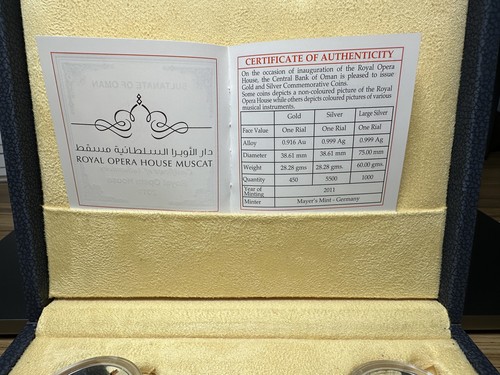 دار الأوبرا السلطانية مسقط
ROYAL OPERA HOUSE MUSCAT
CERTIFICATE OF AUTHENTICITY
On the occasion of inauguration of the Royal Opera
House, the Central Bank of Oman is pleased to issue
Gold and Silver Commemorative Coins.
Some coins depicts a non-coloured picture of the Royal
Opera House while others depicts coloured pictures of various
musical instruments.
Gold Silver Large Silver
Face Value One Rial One Rial One Rial
Alloy 0.916 Au 0.999 Ag 0.999 Ag
Diameter 38.61 mm 38.61 mm 75.00 mm
Weight 28.28 gms. 28.28 gms. 60.00 gms.
Quantity 450 5500 1000
Year of
Minting 2011
Minter Mayer's Mint - Germany